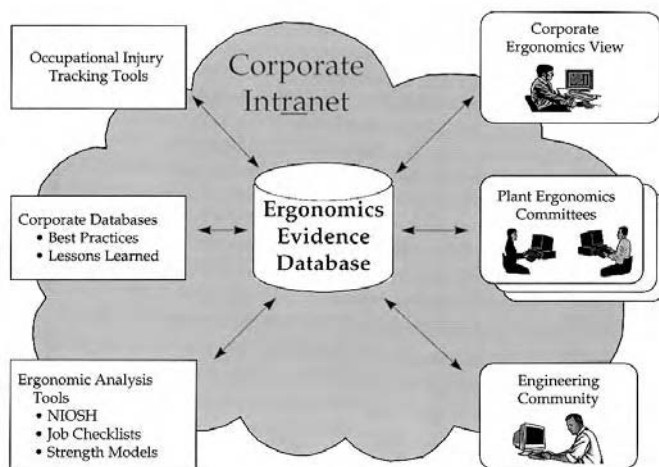 Occupational Injury
Tracking Tools
Corporate
Intranet
Corporate
Ergonomics View
Corporate Databases
• Best Practices
• Lessons Learned
Ergonomics
Evidence
Database
Plant Ergonomics
Committees
Ergonomic Analysis
Tools
• NIOSH
• Job Checklists
• Strength Models
Engineering
Community